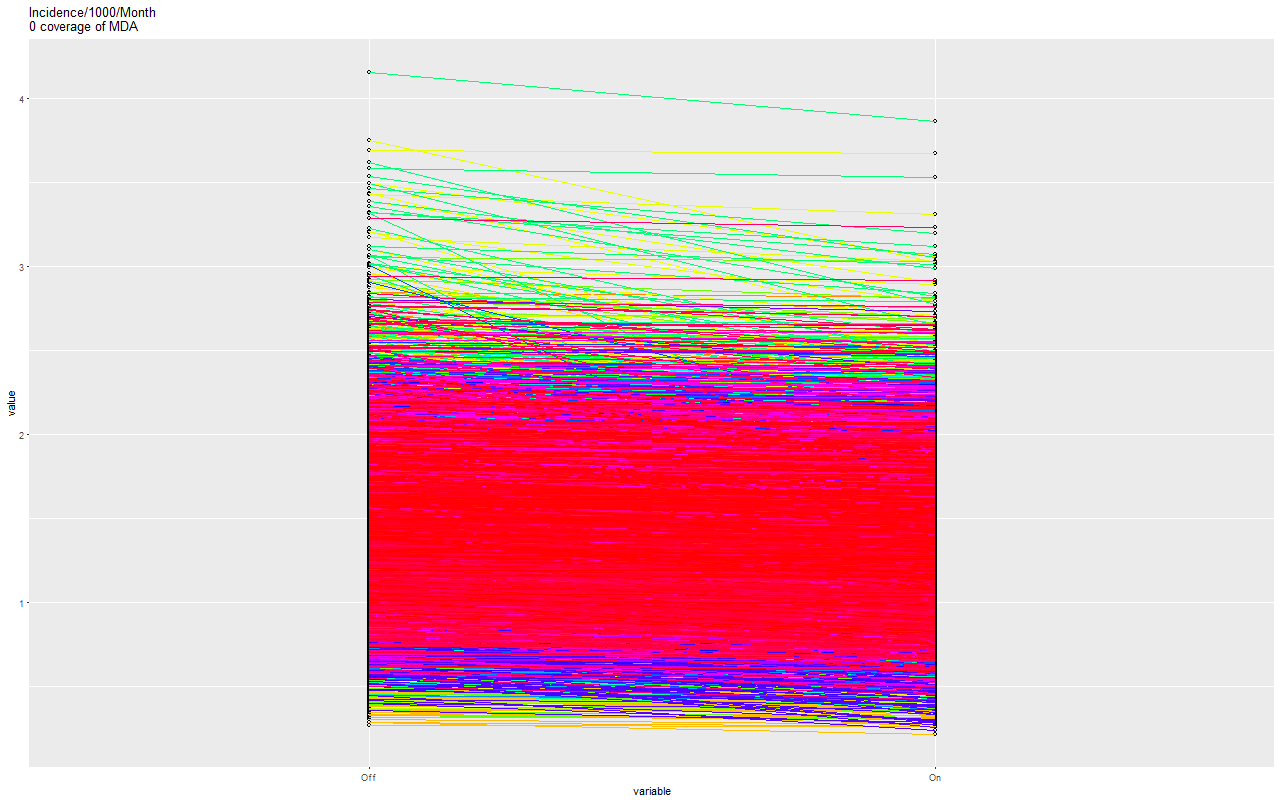 Incidence/1000/Month
0 coverage of MDA
4
3
2
1
value
Off
On
variable